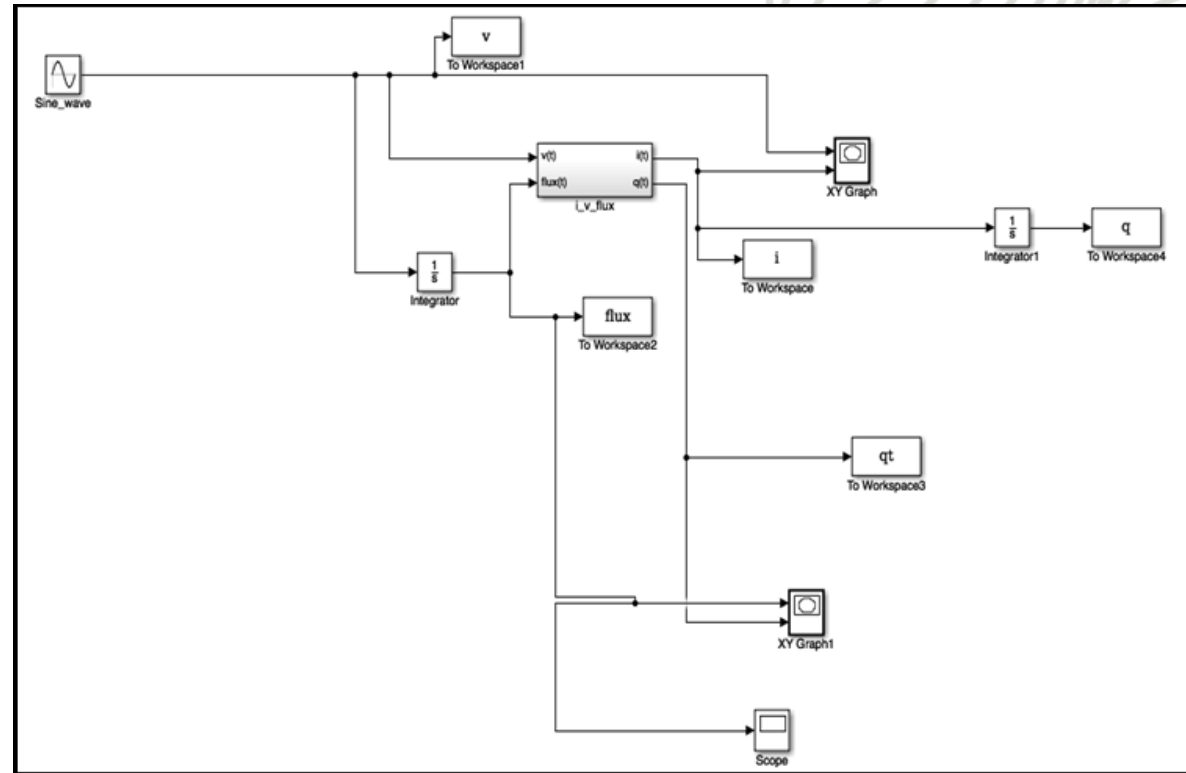 v
To Workspace1
Sine_wave
v(t)
i(t)
flux(t)
q(t)
i_v_flux
XY Graph
1
s
Integrator1
q
To Workspace4
i
To Workspace
1
s
Integrator
flux
To Workspace2
qt
To Workspace3
XY Graph1
Scope